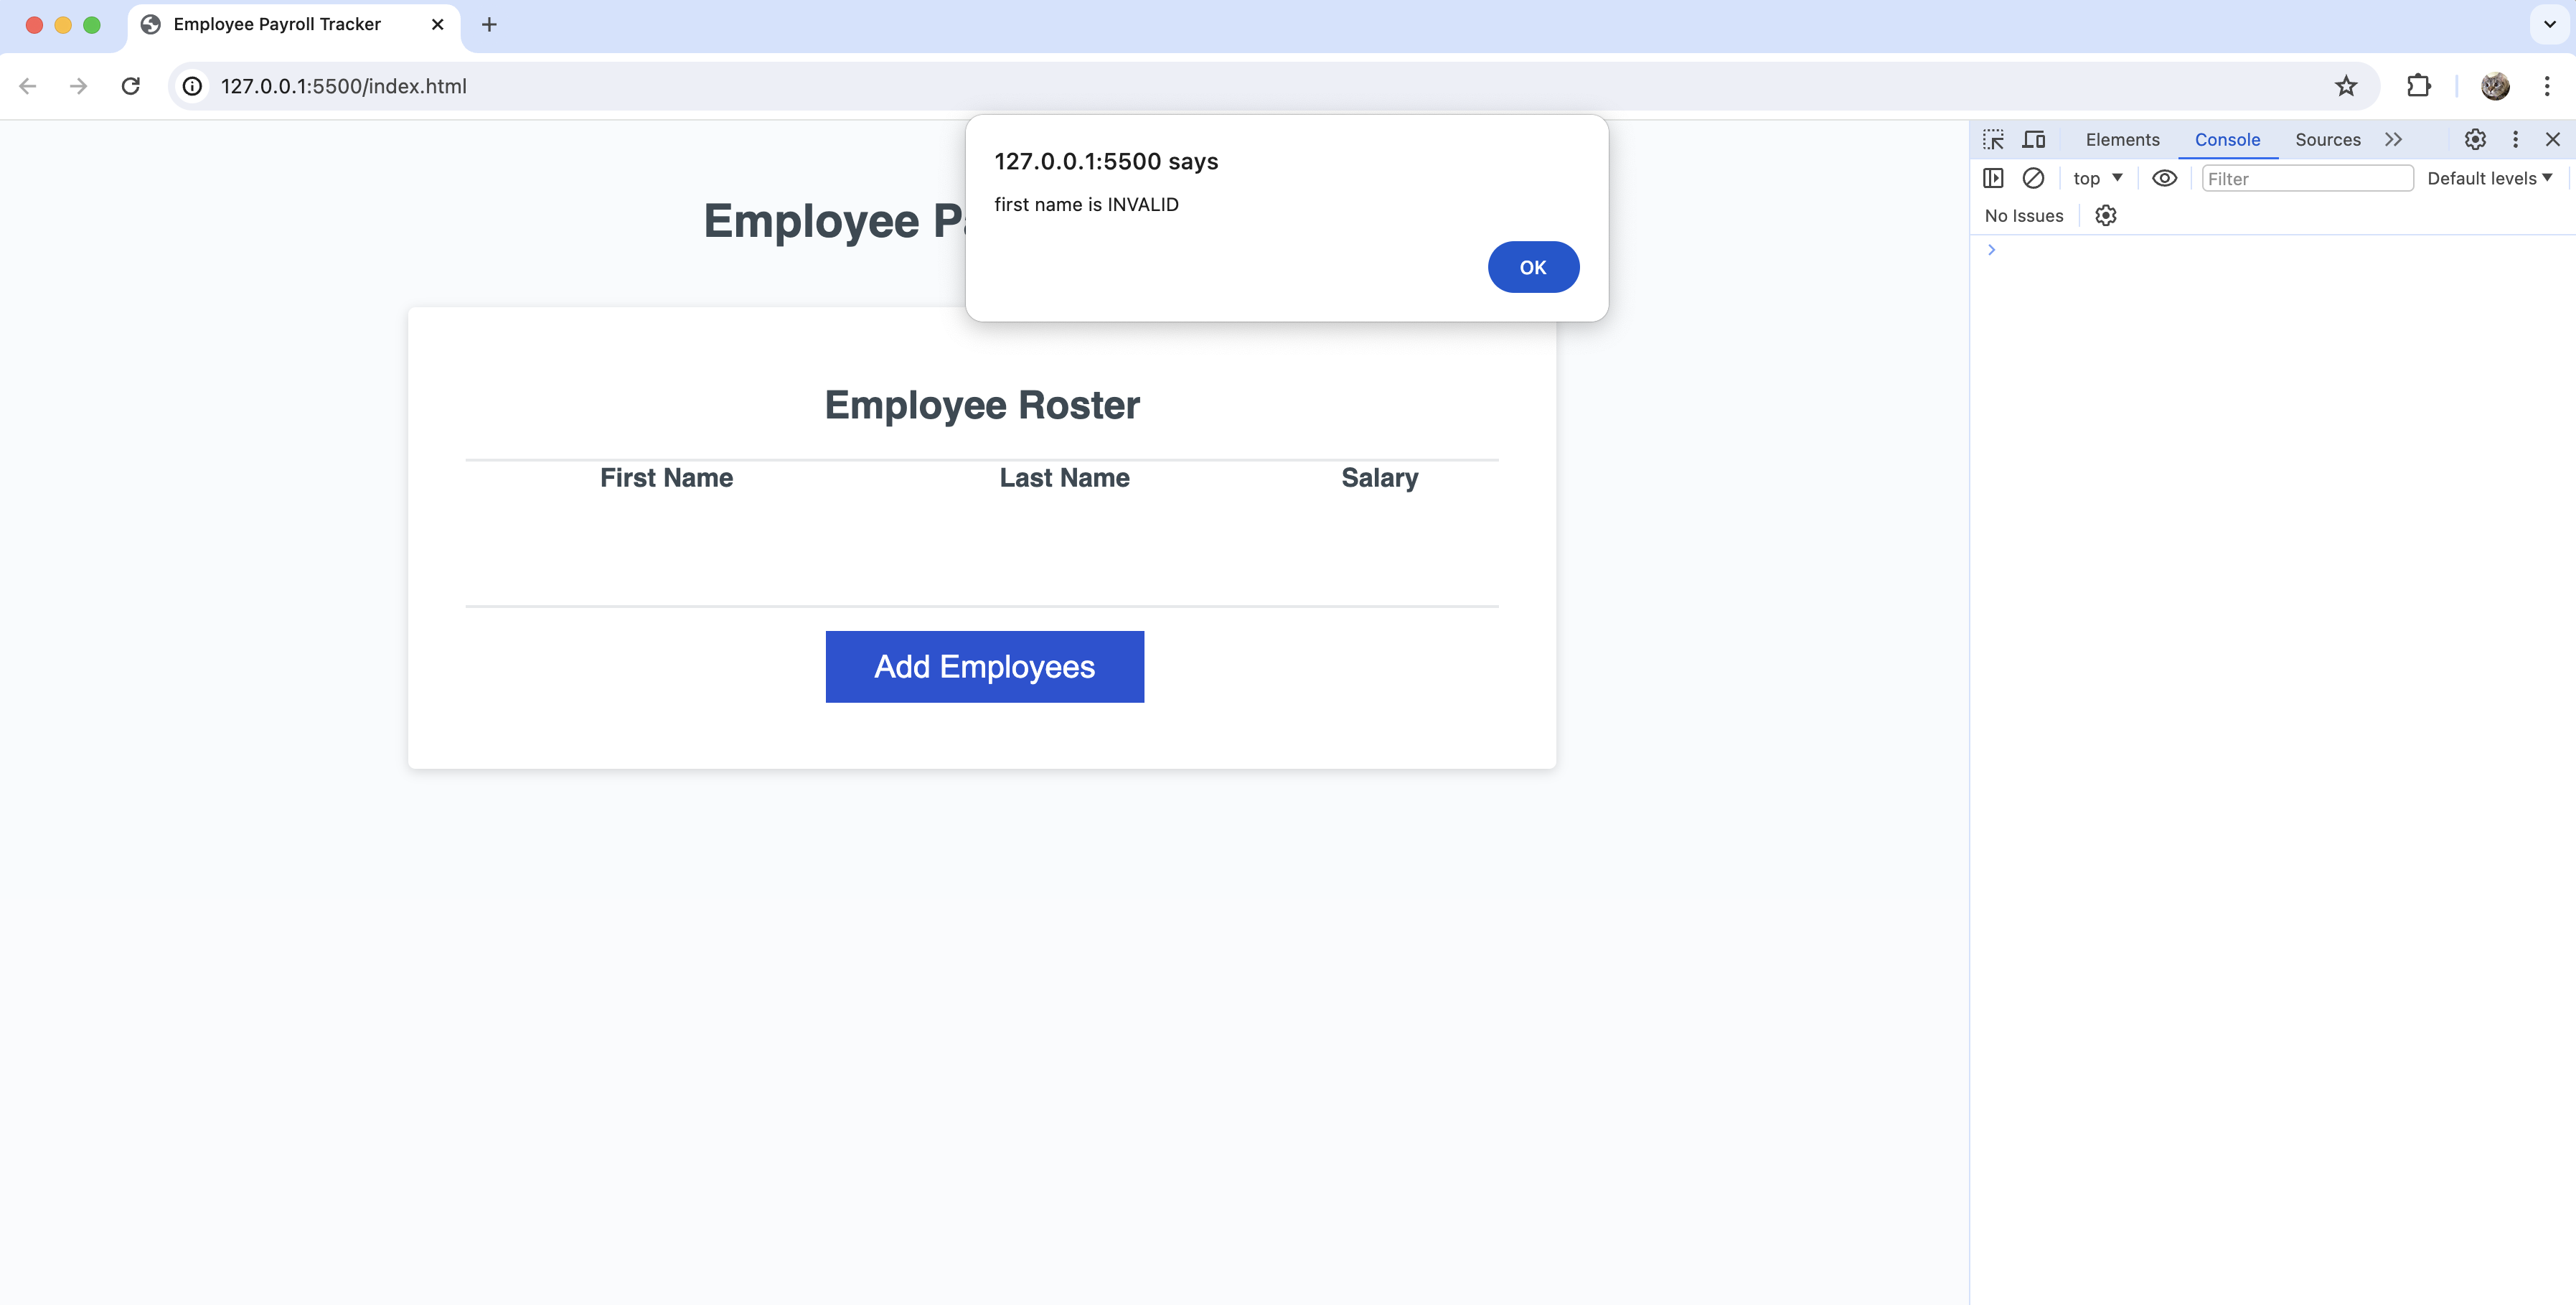 Employee Payroll Tracker
127.0.0.1:5500/index.html
127.0.0.1:5500 says
first name is INVALID
OK
Employee
Employee Roster
First Name Last Name Salary
Add Employees
Elements Console Sources
top Filter Default levels
No Issues